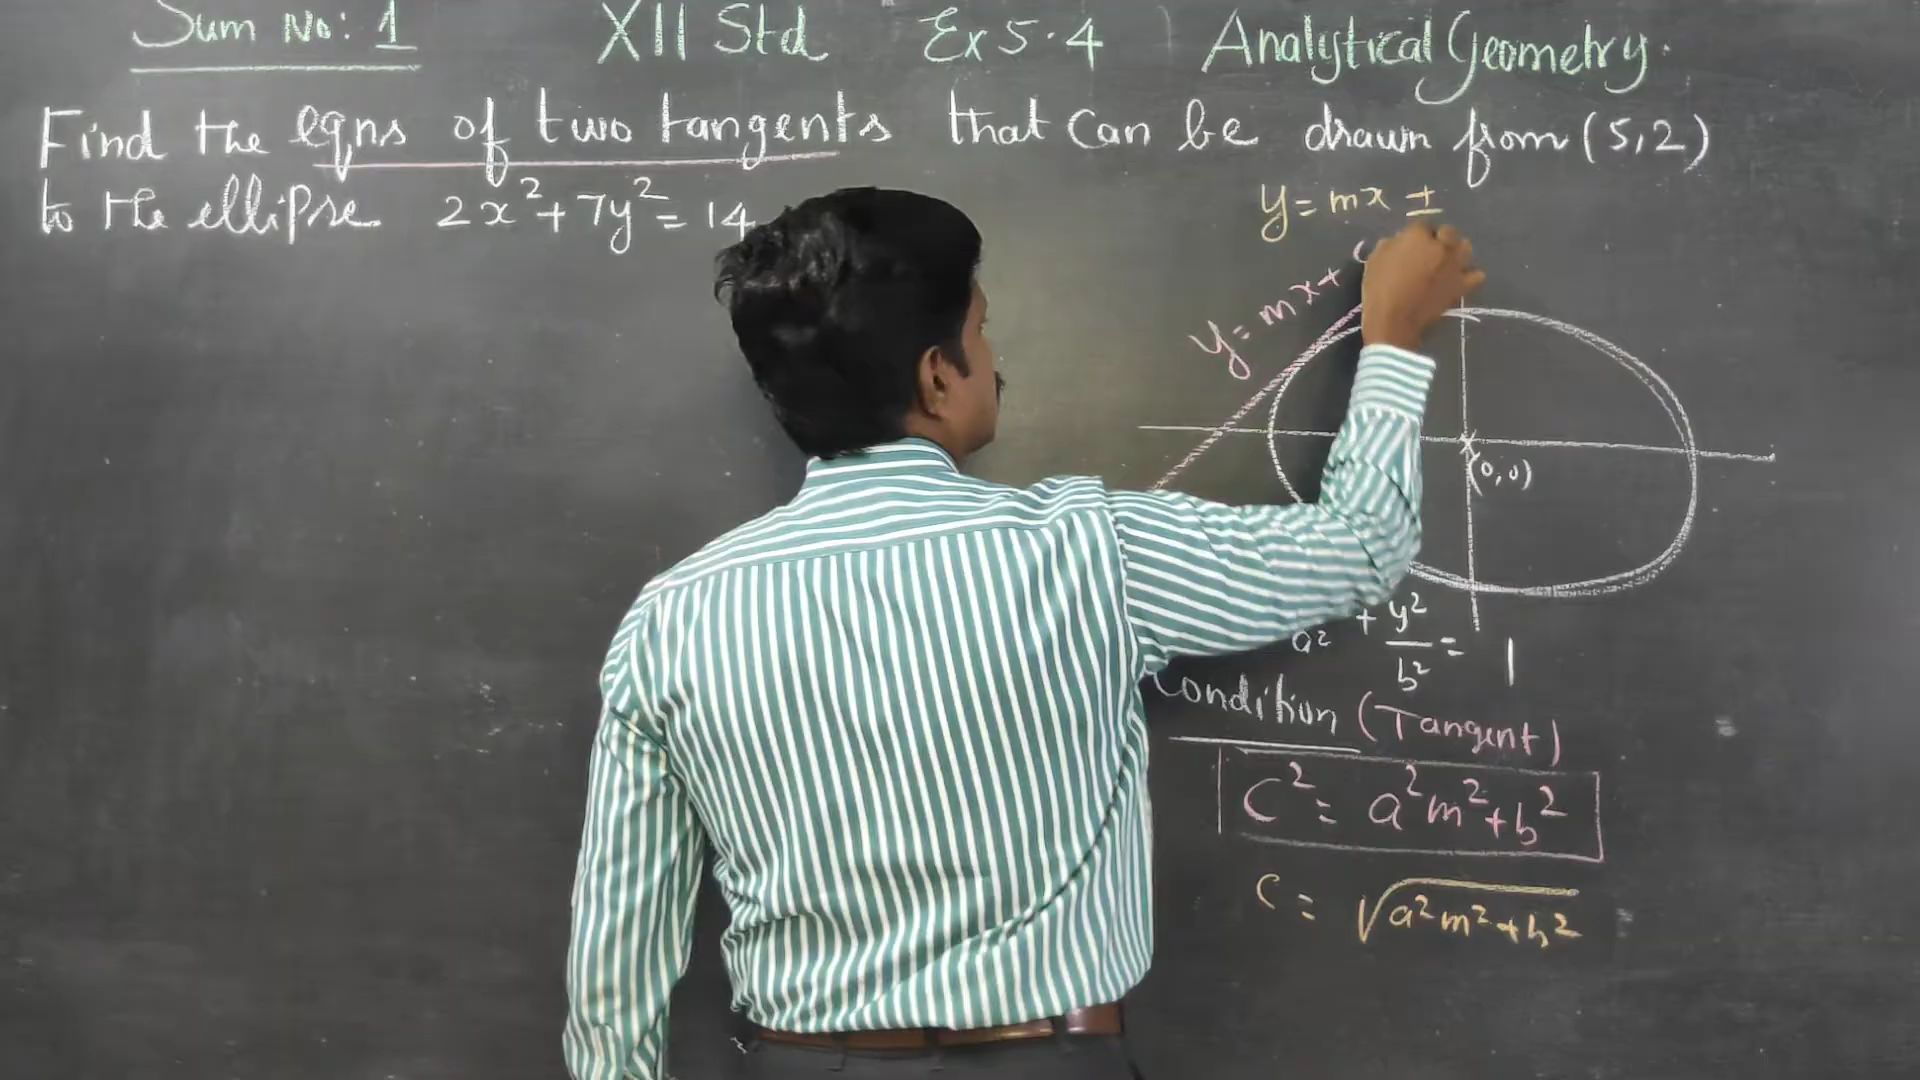 Sum No: 1 XII Std Ex 5.4 Analytical Geometry.
Find the eqns of two tangents that can be drawn from (5,2)
to the ellipse 2x²+7y²=14
y = mx ±
y = mx +
(0,0)
a² + y²/b² = 1
Condition (Tangent)
C² = a²m²+b²
C = √a²m²+b²